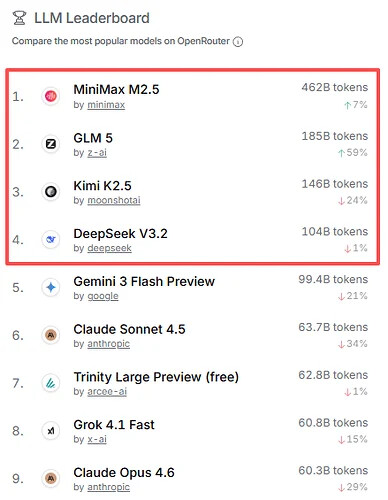 LLM Leaderboard
Compare the most popular models on OpenRouter
1. MiniMax M2.5 462B tokens
by minimax ↑7%
2. GLM 5 185B tokens
by z-ai ↑59%
3. Kimi K2.5 146B tokens
by moonshotai ↓24%
4. DeepSeek V3.2 104B tokens
by deepseek ↓1%
5. Gemini 3 Flash Preview 99.4B tokens
by google ↓21%
6. Claude Sonnet 4.5 63.7B tokens
by anthropic ↓34%
7. Trinity Large Preview (free) 62.8B tokens
by arcee-ai ↓1%
8. Grok 4.1 Fast 60.8B tokens
by x-ai ↓15%
9. Claude Opus 4.6 60.3B tokens
by anthropic ↓29%